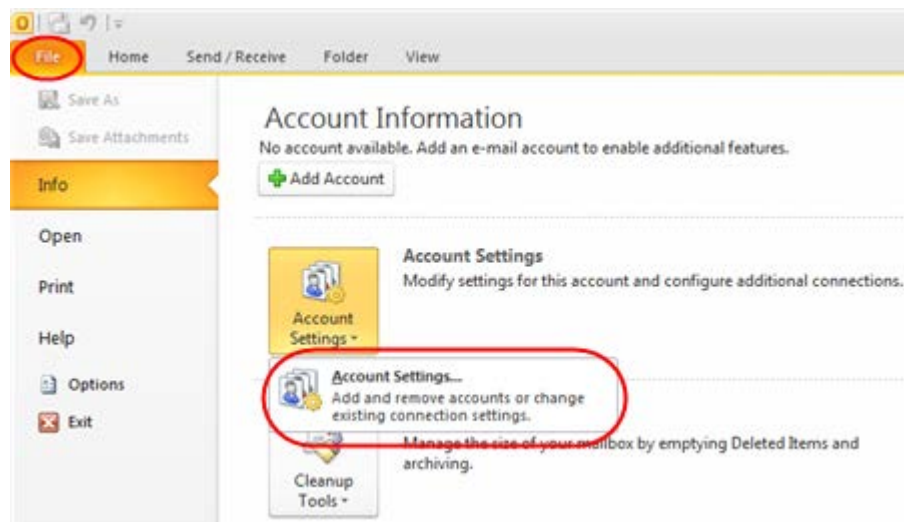 File Home Send / Receive Folder View
Save As
Save Attachments
Info
Open
Print
Help
Options
Exit
Account Information
No account available. Add an e-mail account to enable additional features.
Add Account
Account Settings
Modify settings for this account and configure additional connections.
Account
Settings
Account Settings...
Add and remove accounts or change
existing connection settings.
Manage the size of your mailbox by emptying Deleted Items and
archiving.
Cleanup
Tools